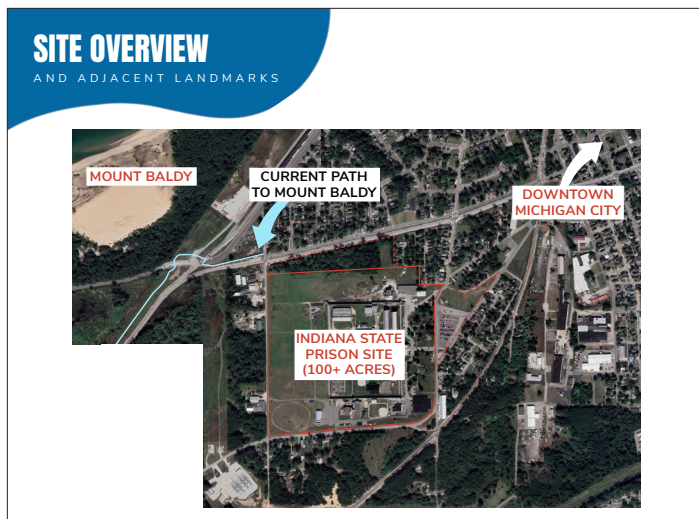 SITE OVERVIEW
AND ADJACENT LANDMARKS
MOUNT BALDY
CURRENT PATH
TO MOUNT BALDY
DOWNTOWN
MICHIGAN CITY
INDIANA STATE
PRISON SITE
(100+ ACRES)